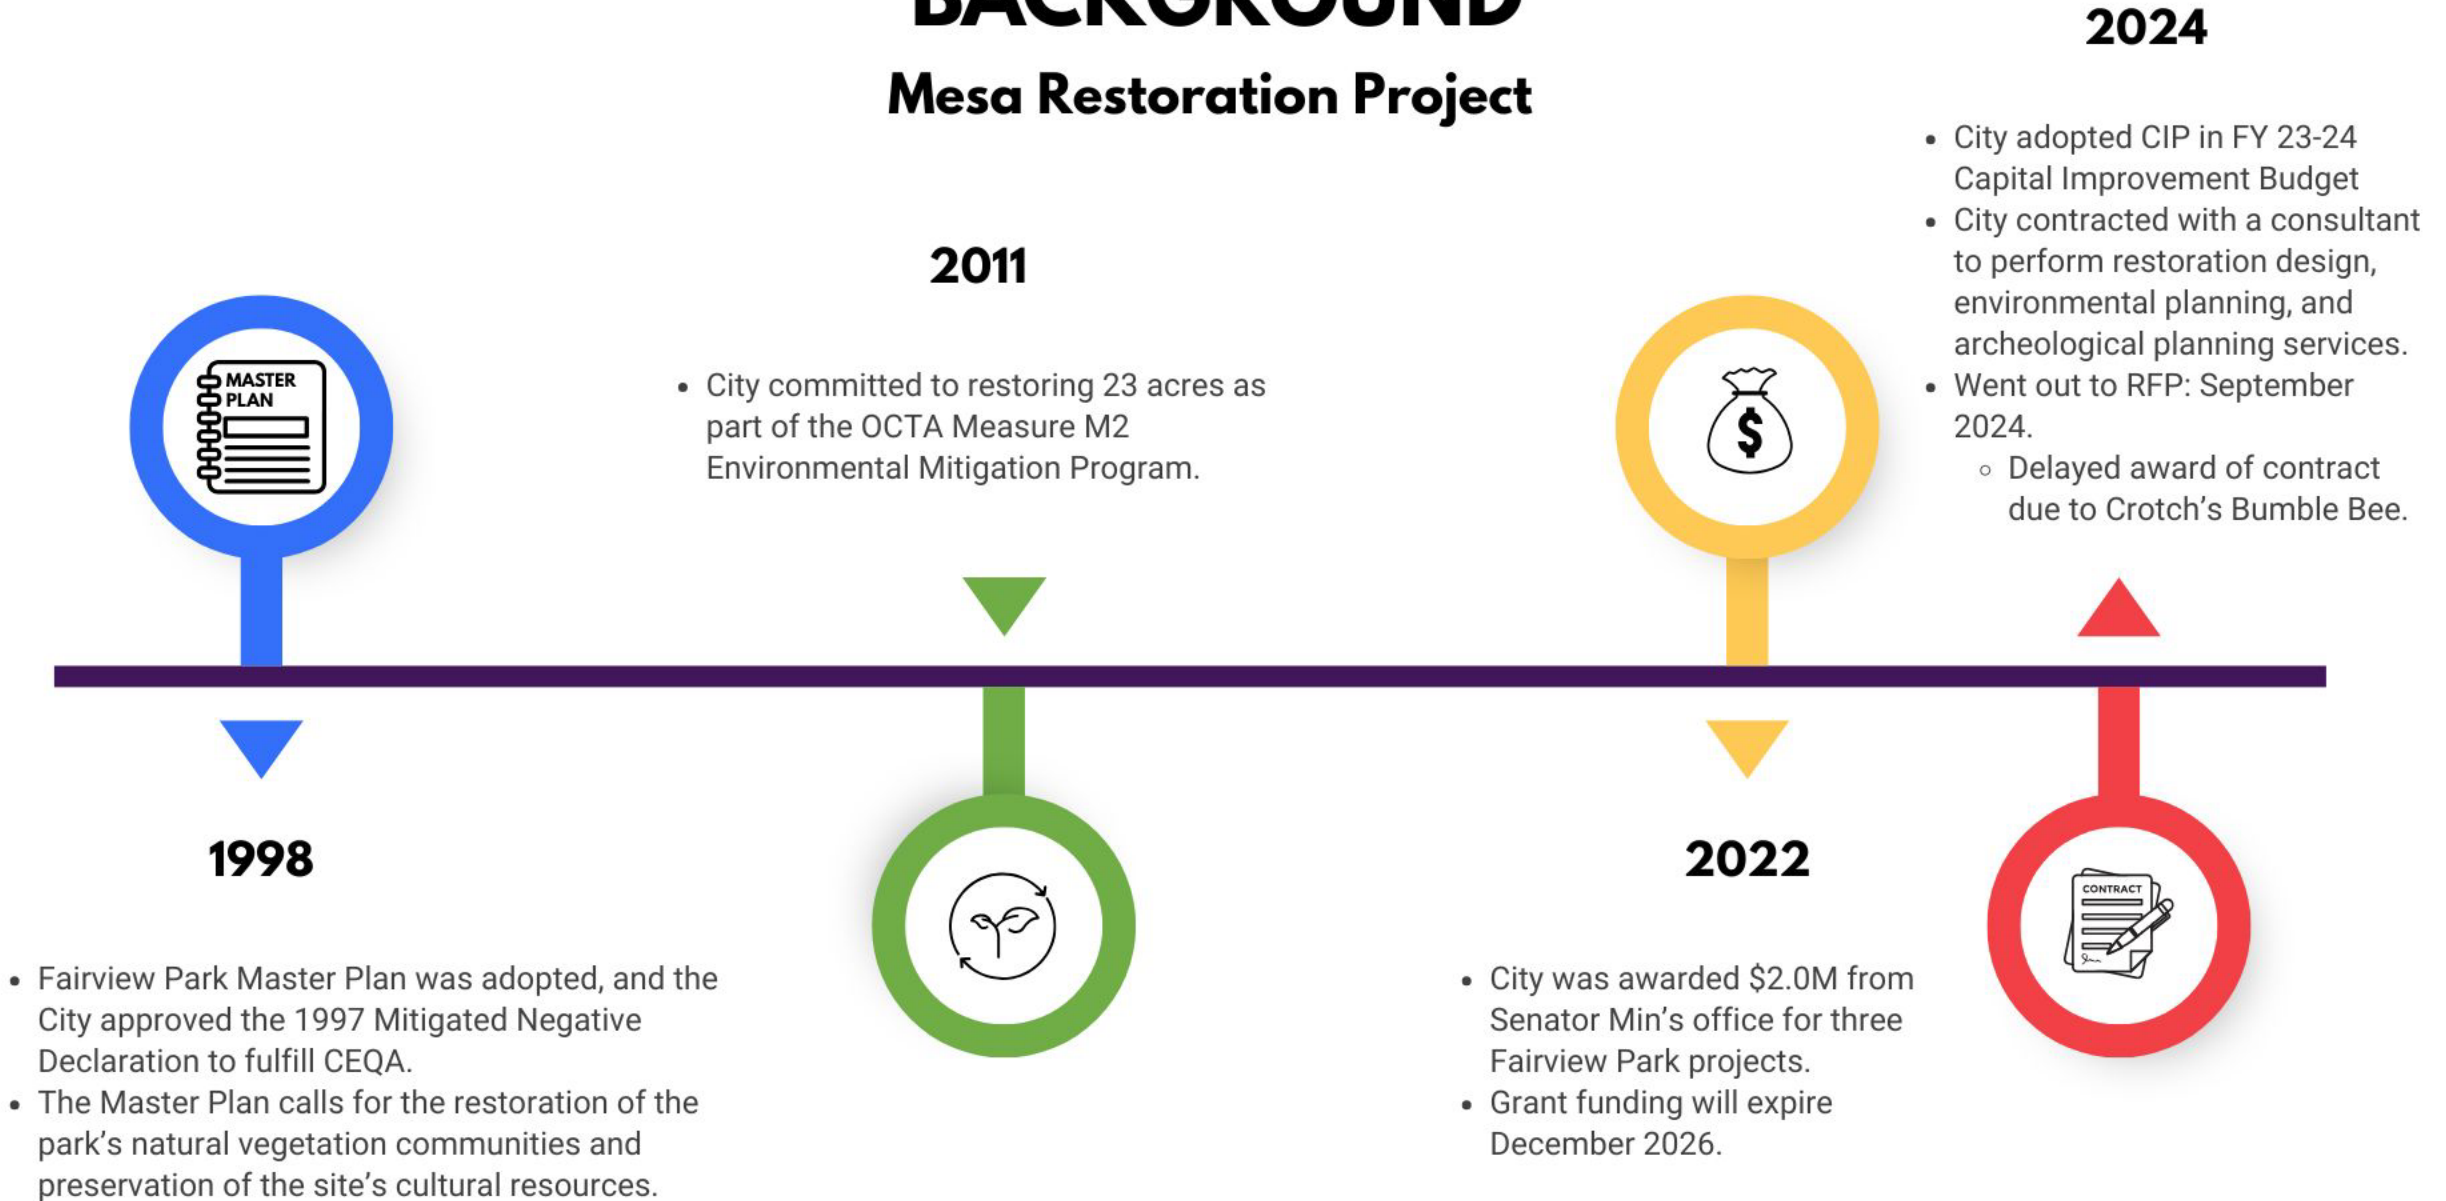 BACKGROUND
Mesa Restoration Project
MASTER
PLAN
1998
• Fairview Park Master Plan was adopted, and the
City approved the 1997 Mitigated Negative
Declaration to fulfill CEQA.
• The Master Plan calls for the restoration of the
park’s natural vegetation communities and
preservation of the site’s cultural resources.
2011
• City committed to restoring 23 acres as
part of the OCTA Measure M2
Environmental Mitigation Program.
$
2022
• City was awarded $2.0M from
Senator Min’s office for three
Fairview Park projects.
• Grant funding will expire
December 2026.
2024
• City adopted CIP in FY 23-24
Capital Improvement Budget
• City contracted with a consultant
to perform restoration design,
environmental planning, and
archeological planning services.
• Went out to RFP: September
2024.
◦ Delayed award of contract
due to Crotch’s Bumble Bee.
CONTRACT